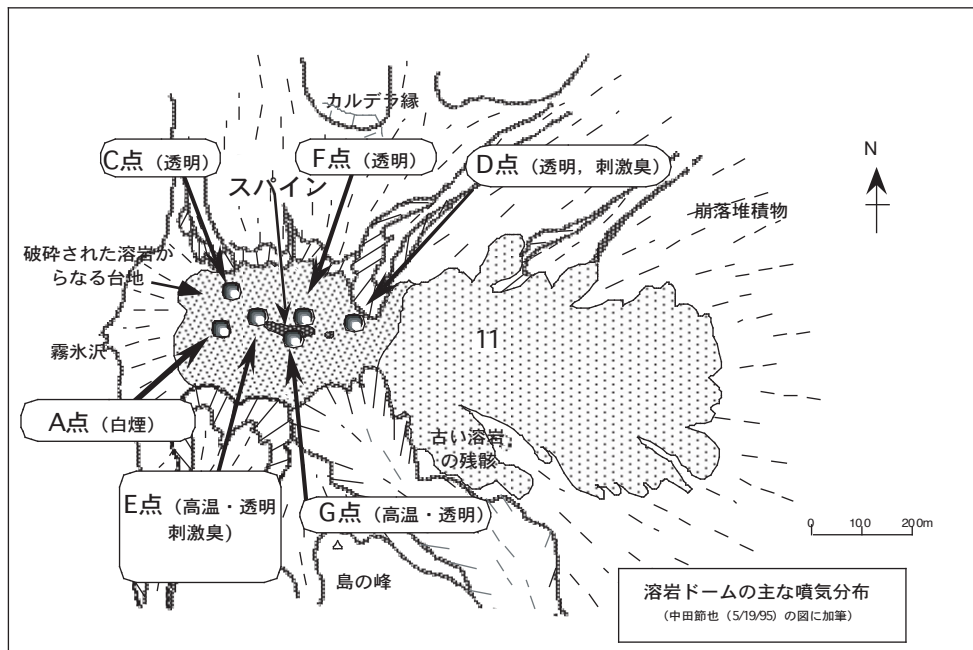 カルデラ縁
N
C点（透明）
F点（透明）
D点（透明，刺激臭）
スパイン
崩落堆積物
破砕された溶岩か
らなる台地
11
霧氷沢
A点（白煙）
古い溶岩
の残骸
E点（高温・透明
刺激臭)
G点（高温・透明）
0 100 200m
島の峰
溶岩ドームの主な噴気分布
（中田節也（5/19/95）の図に加筆）